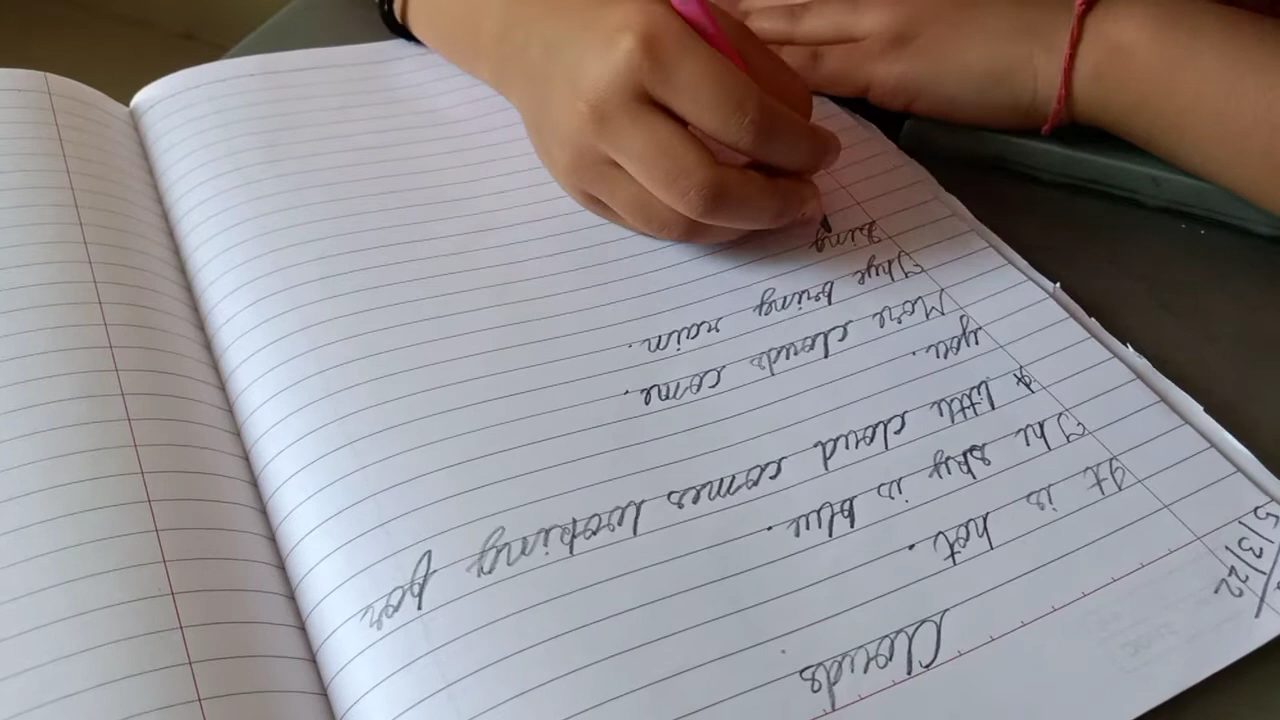 5/3/22
Clouds
It is hot.
The sky is blue.
A little cloud comes looking for
you.
More clouds come.
Thye bring rain.
sing